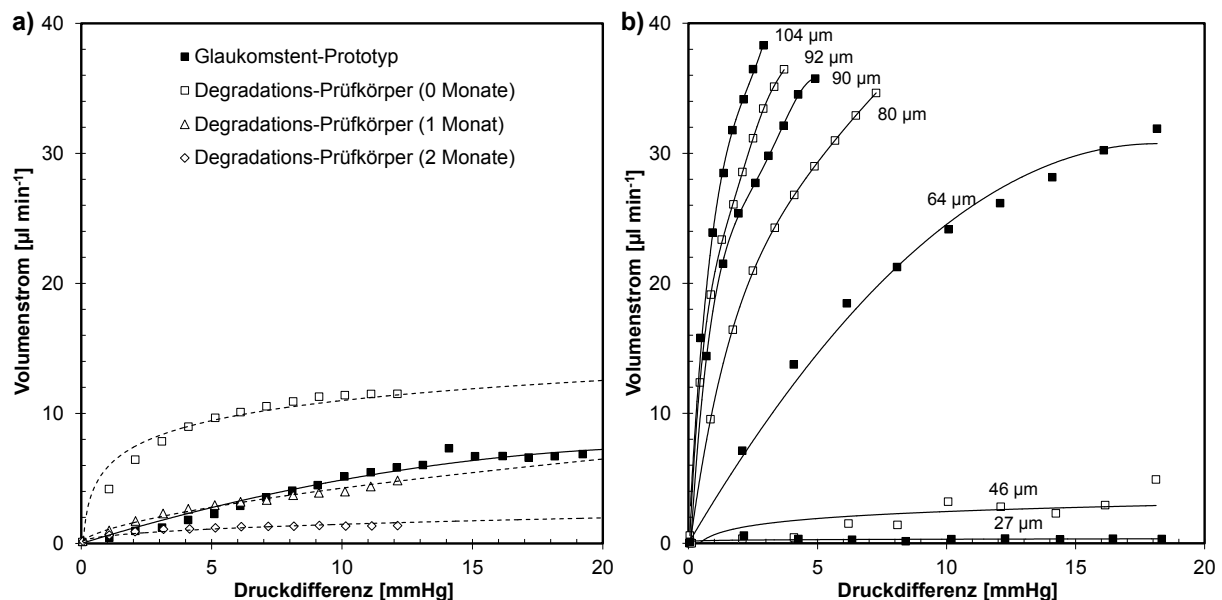 a)
Volumenstrom [µl min⁻¹]
40
30
20
10
0
0 5 10 15 20
Druckdifferenz [mmHg]
Glaukomstent-Prototyp
Degradations-Prüfkörper (0 Monate)
Degradations-Prüfkörper (1 Monat)
Degradations-Prüfkörper (2 Monate)
b)
Volumenstrom [µl min⁻¹]
40
30
20
10
0
0 5 10 15 20
Druckdifferenz [mmHg]
104 µm
92 µm
90 µm
80 µm
64 µm
46 µm
27 µm